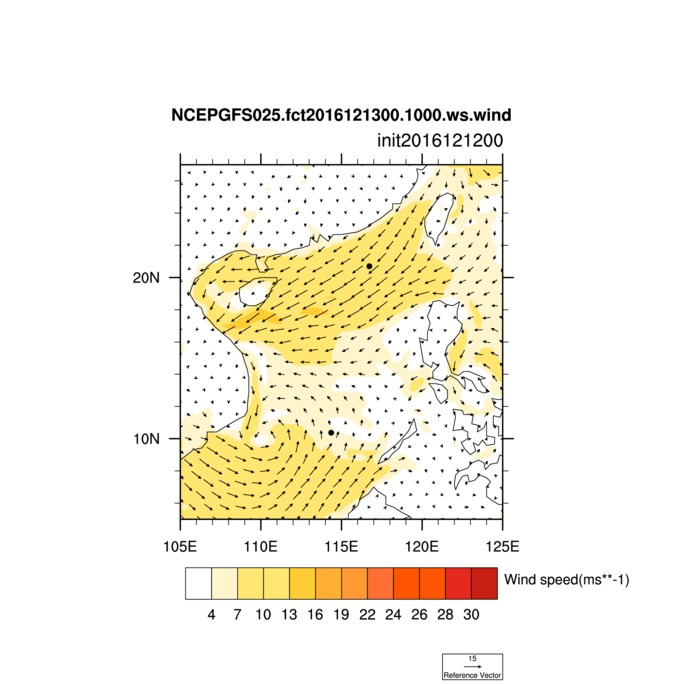 NCEPGFS025.fct2016121300.1000.ws.wind
init2016121200
20N
10N
105E 110E 115E 120E 125E
Wind speed(ms**-1)
4 7 10 13 16 19 22 24 26 28 30
15
Reference Vector